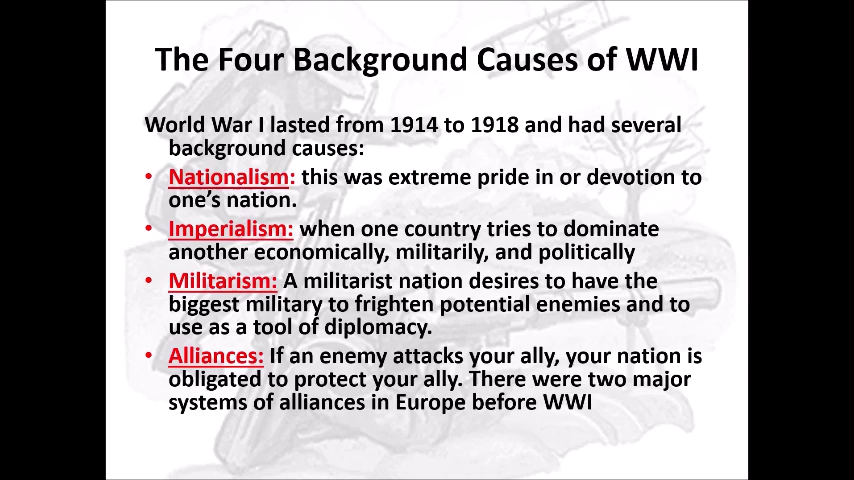 The Four Background Causes of WWI
World War I lasted from 1914 to 1918 and had several
background causes:
• Nationalism: this was extreme pride in or devotion to
one’s nation.
• Imperialism: when one country tries to dominate
another economically, militarily, and politically
• Militarism: A militarist nation desires to have the
biggest military to frighten potential enemies and to
use as a tool of diplomacy.
• Alliances: If an enemy attacks your ally, your nation is
obligated to protect your ally. There were two major
systems of alliances in Europe before WWI